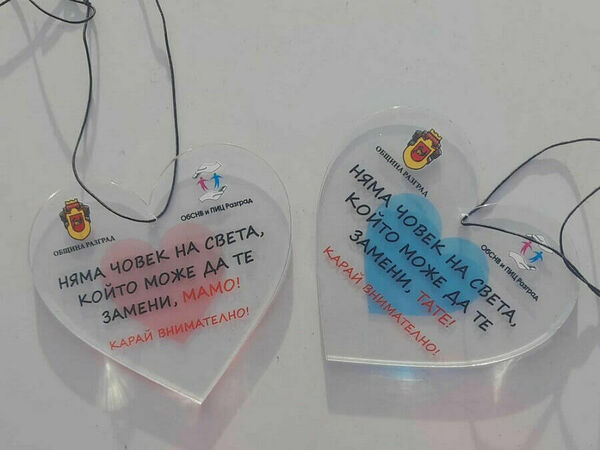 ОБЩИНА РАЗГРАД
ОбСНВ и ПИЦ Разград
НЯМА ЧОВЕК НА СВЕТА,
КОЙТО МОЖЕ ДА ТЕ
ЗАМЕНИ, МАМО!
КАРАЙ ВНИМАТЕЛНО!
ОБЩИНА РАЗГРАД
ОбСНВ и ПИЦ Разград
НЯМА ЧОВЕК НА СВЕТА,
КОЙТО МОЖЕ ДА ТЕ
ЗАМЕНИ, ТАТЕ!
КАРАЙ ВНИМАТЕЛНО!